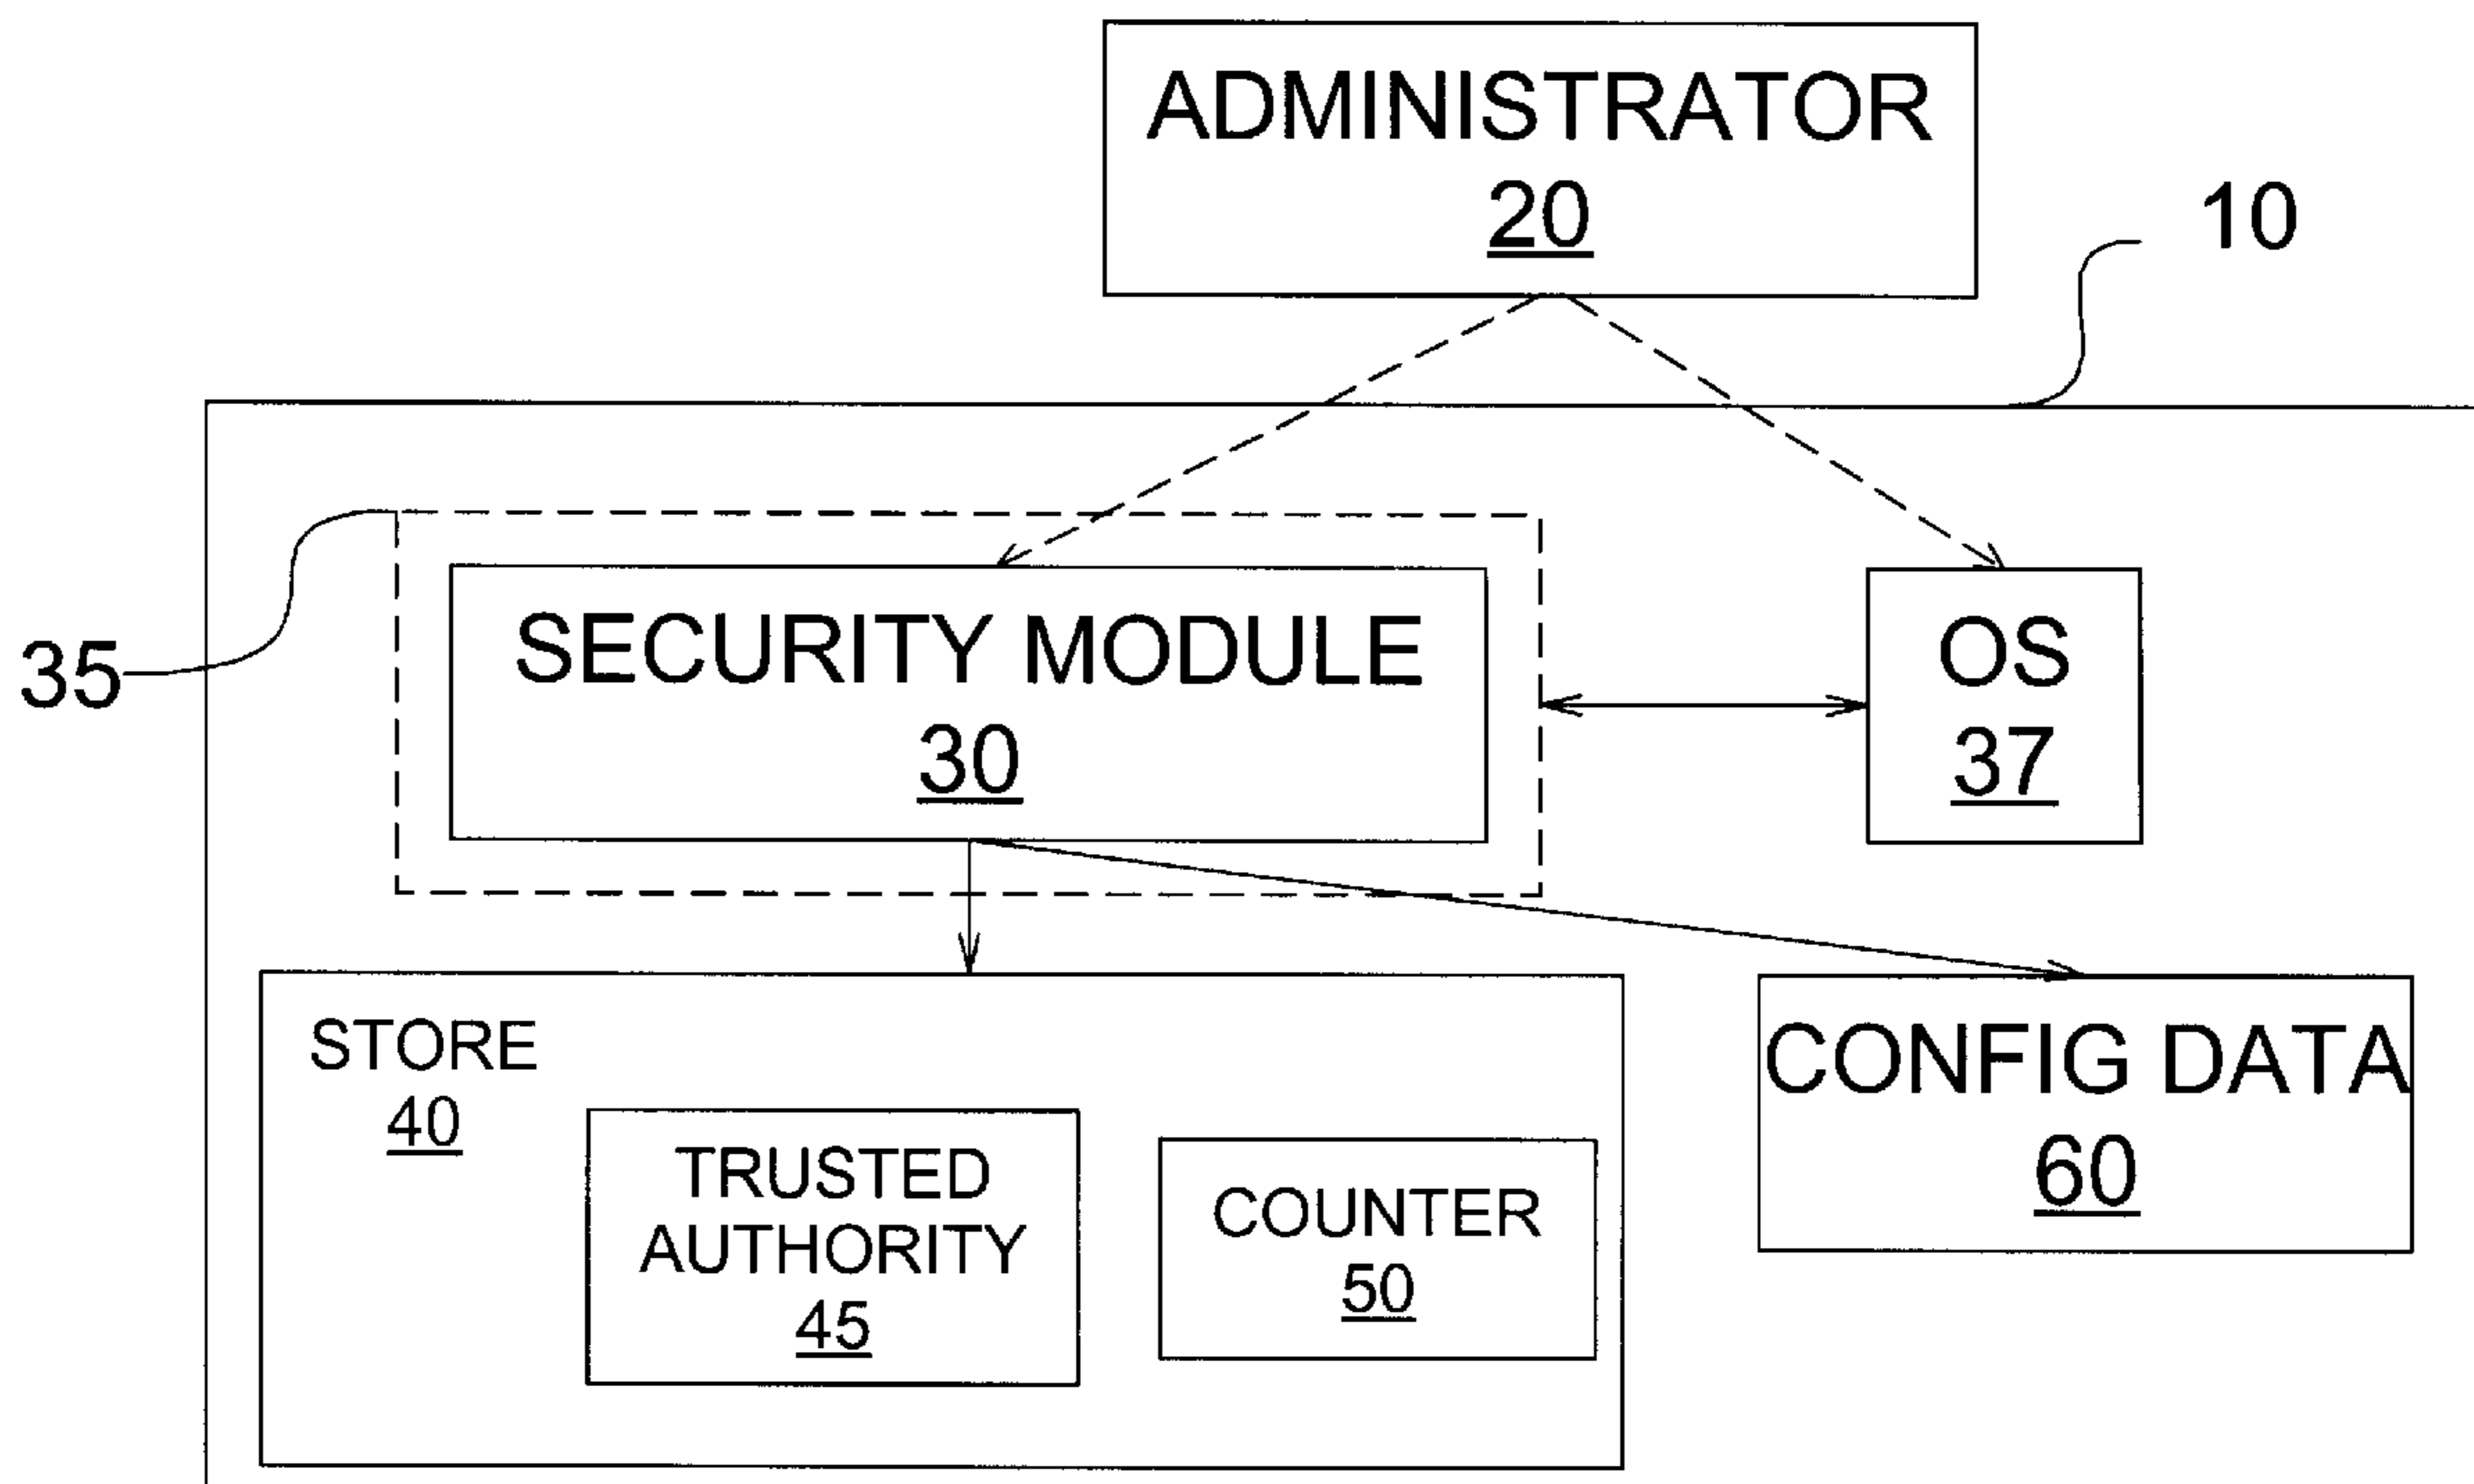 ADMINISTRATOR
20
10
35
SECURITY MODULE
30
OS
37
STORE
40
TRUSTED
AUTHORITY
45
COUNTER
50
CONFIG DATA
60